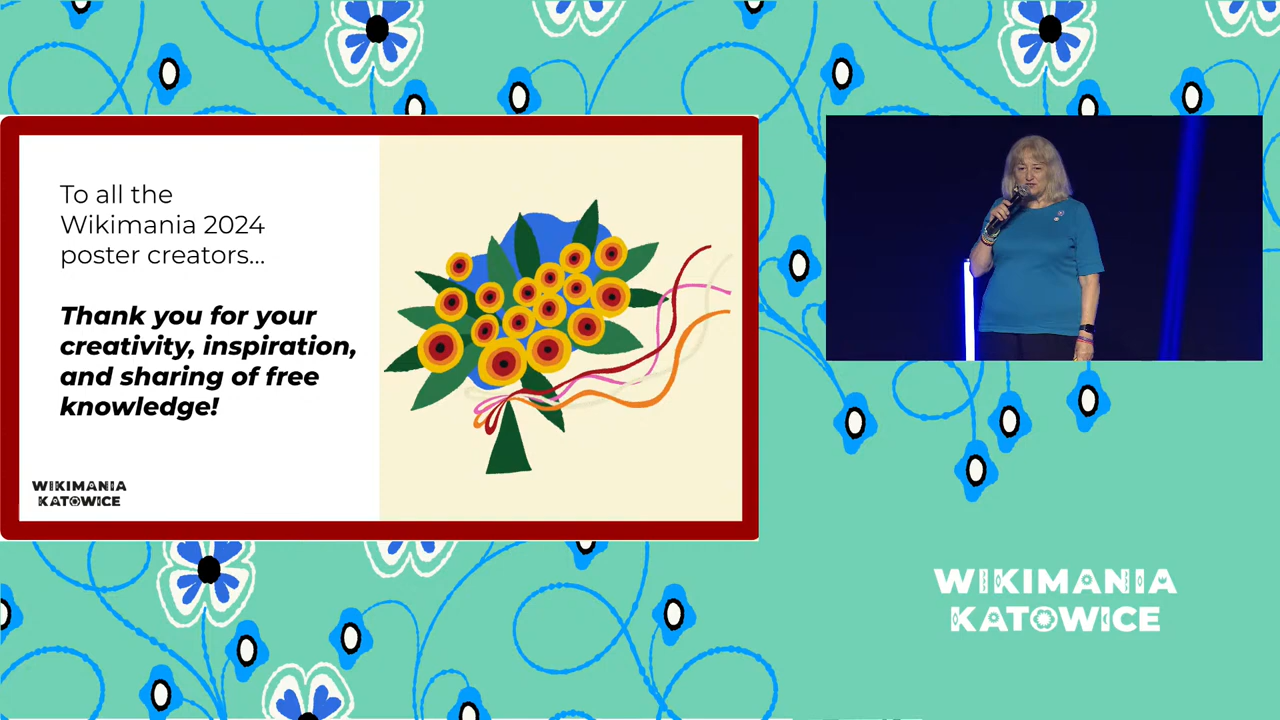 To all the
Wikimania 2024
poster creators...
Thank you for your
creativity, inspiration,
and sharing of free
knowledge!
WIKIMANIA
KATOWICE
WIKIMANIA
KATOWICE